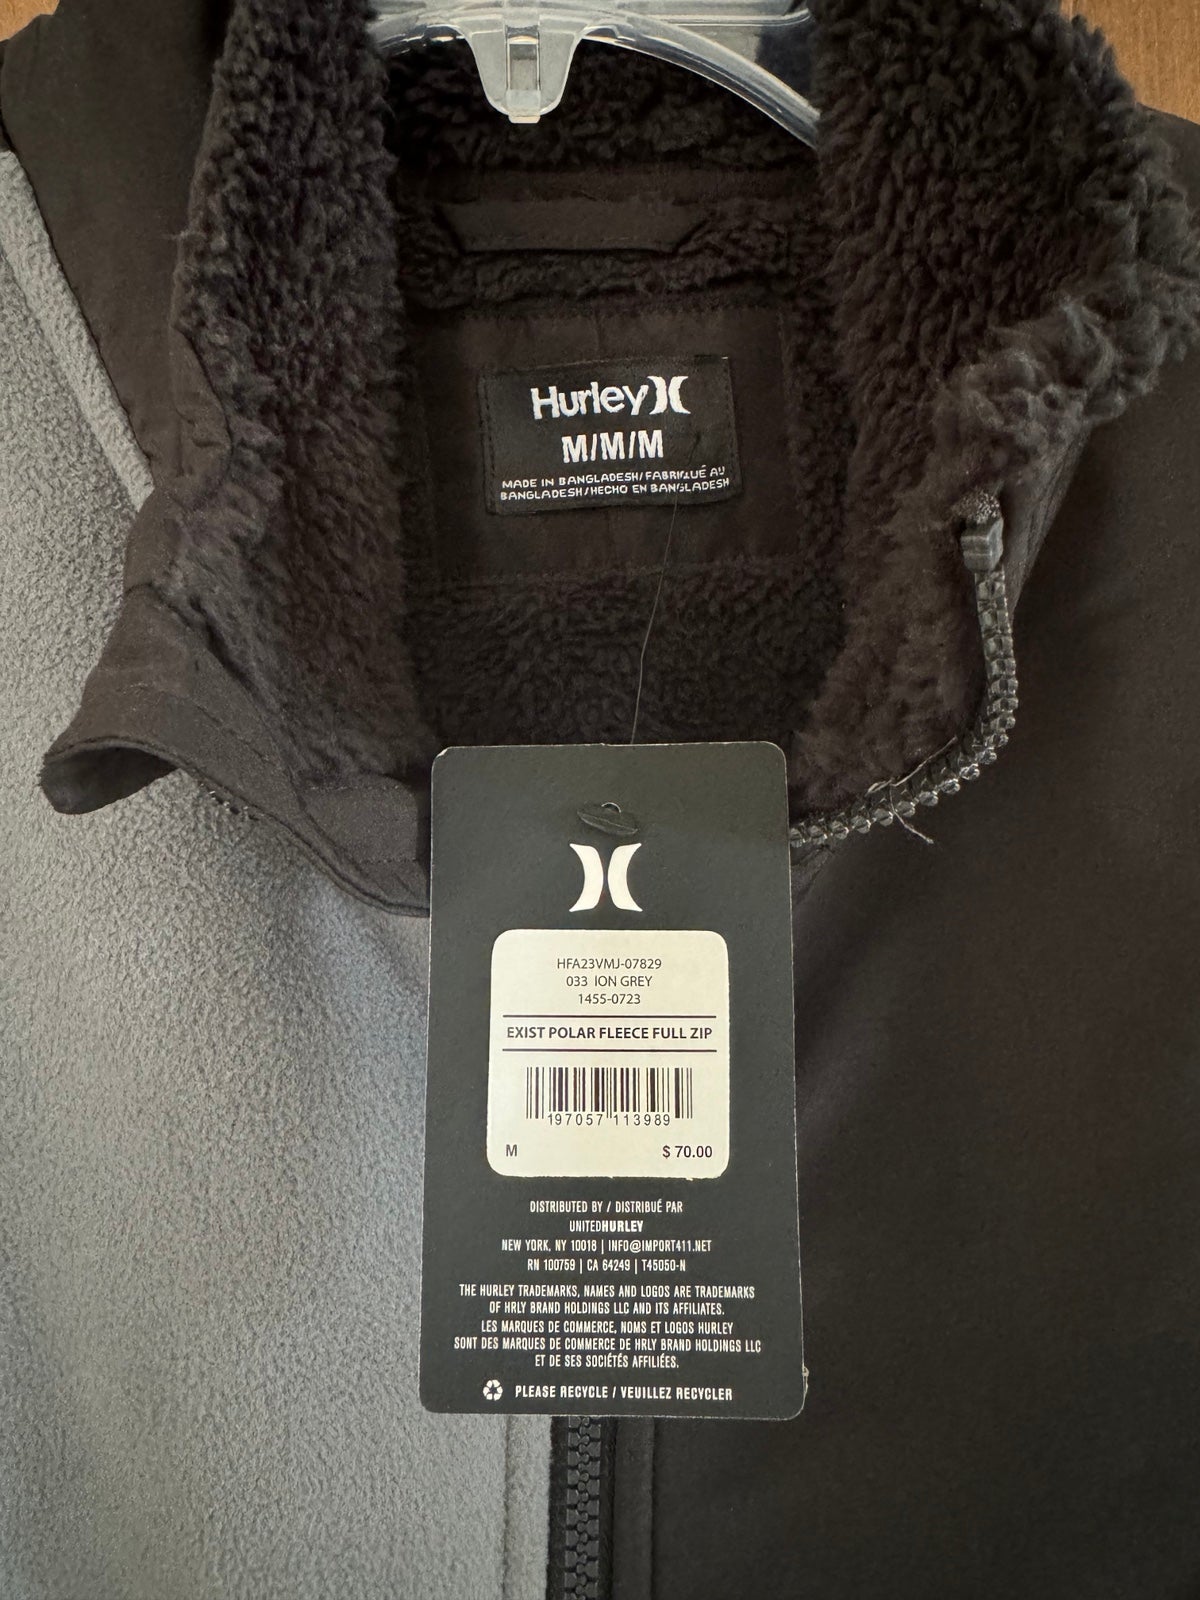 Hurley
M/M/M
MADE IN BANGLADESH/FABRIQUÉ AU
BANGLADESH/HECHO EN BANGLADESH
HFA23VMJ-07829
033 ION GREY
1455-0723
EXIST POLAR FLEECE FULL ZIP
197057 113989
M $ 70.00
DISTRIBUTED BY / DISTRIBUÉ PAR
UNITEDHURLEY
NEW YORK, NY 10018 | INFO@IMPORT411.NET
RN 100759 | CA 64249 | T45050-N
THE HURLEY TRADEMARKS, NAMES AND LOGOS ARE TRADEMARKS
OF HRLY BRAND HOLDINGS LLC AND ITS AFFILIATES.
LES MARQUES DE COMMERCE, NOMS ET LOGOS HURLEY
SONT DES MARQUES DE COMMERCE DE HRLY BRAND HOLDINGS LLC
ET DE SES SOCIÉTÉS AFFILIÉES.
PLEASE RECYCLE / VEUILLEZ RECYCLER